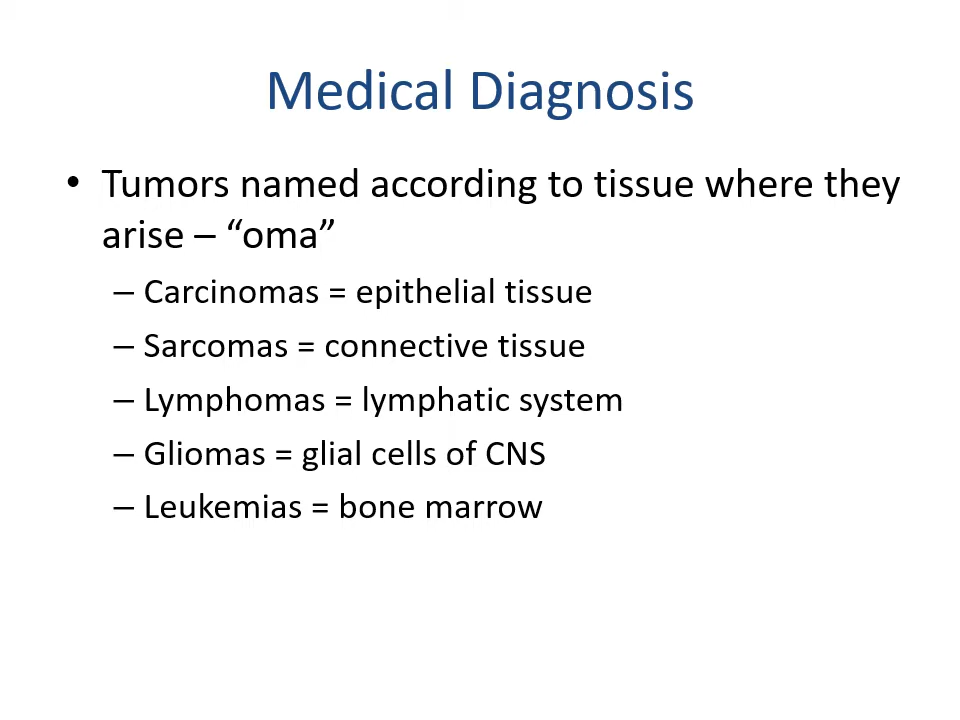 Medical Diagnosis
• Tumors named according to tissue where they
arise – “oma”
– Carcinomas = epithelial tissue
– Sarcomas = connective tissue
– Lymphomas = lymphatic system
– Gliomas = glial cells of CNS
– Leukemias = bone marrow